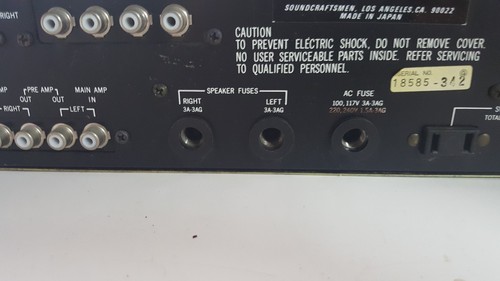 RIGHT
SOUNDCRAFTSMEN, LOS ANGELES, CA. 90022
MADE IN JAPAN
CAUTION
TO PREVENT ELECTRIC SHOCK, DO NOT REMOVE COVER.
NO USER SERVICEABLE PARTS INSIDE. REFER SERVICING
TO QUALIFIED PERSONNEL.
SERIAL NO.
18585-342
PRE AMP
MAIN AMP
OUT
OUT
IN
RIGHT
LEFT
SPEAKER FUSES
RIGHT
3A-3AG
LEFT
3A-3AG
AC FUSE
100, 117V 3A-3AG
220, 240V 1.5A-3AG